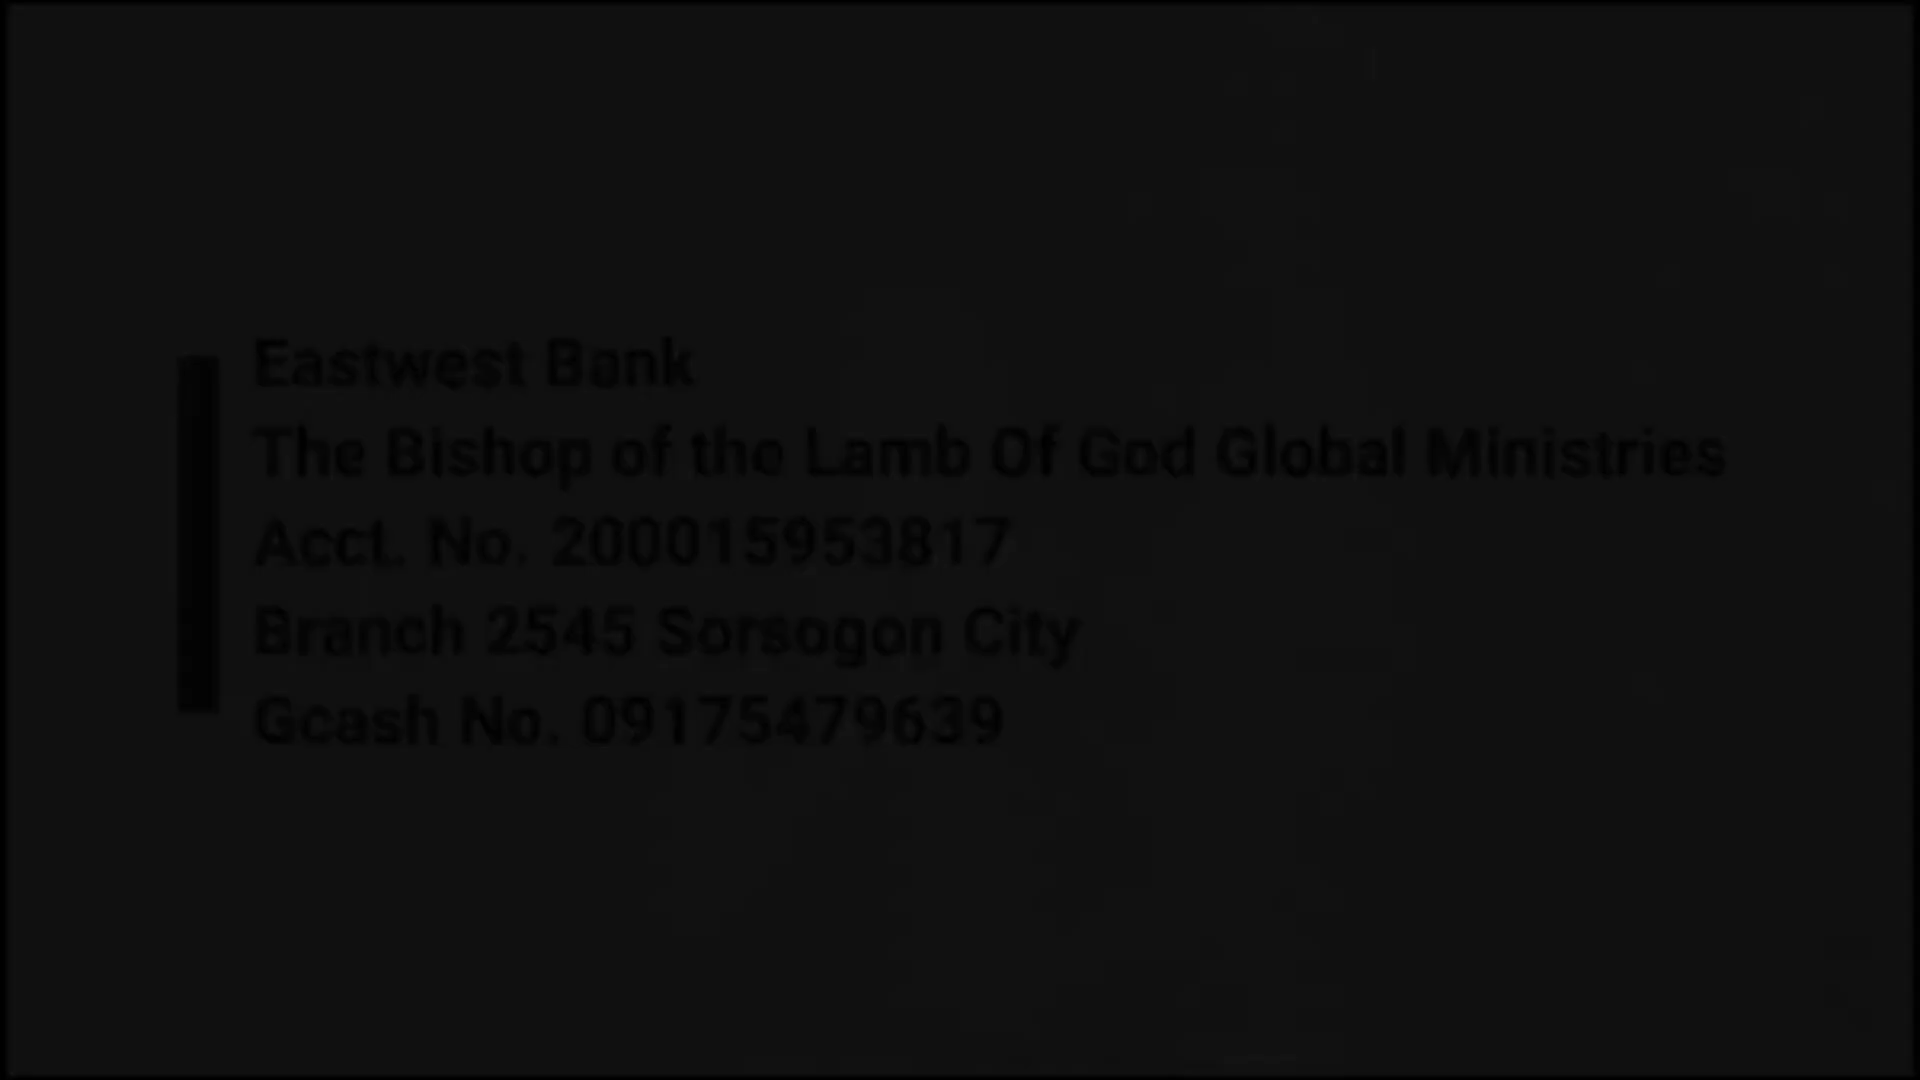 Eastwest Bank
The Bishop of the Lamb Of God Global Ministries
Acct. No. 200015953817
Branch 2545 Sorsogon City
Gcash No. 09175479639